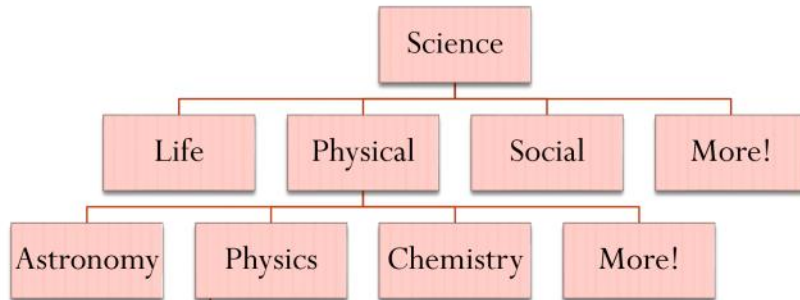 Science
Life
Physical
Social
More!
Astronomy
Physics
Chemistry
More!